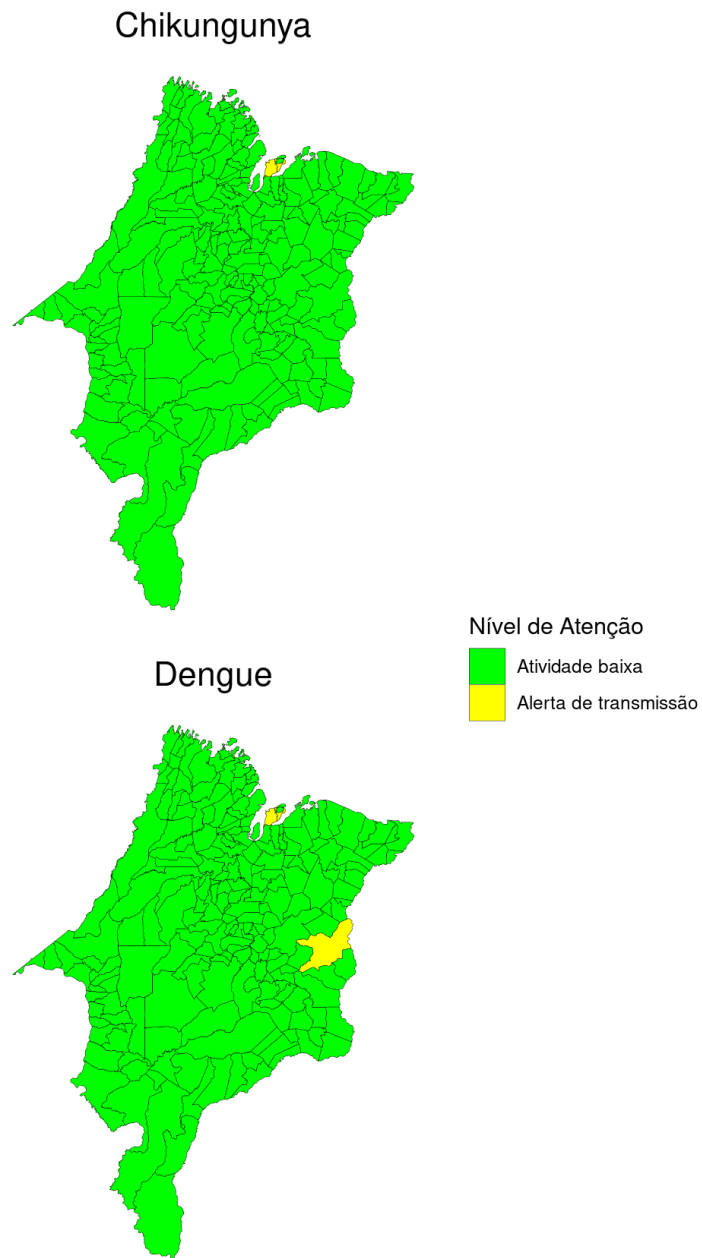 Chikungunya
Nível de Atenção
Atividade baixa
Alerta de transmissão
Dengue